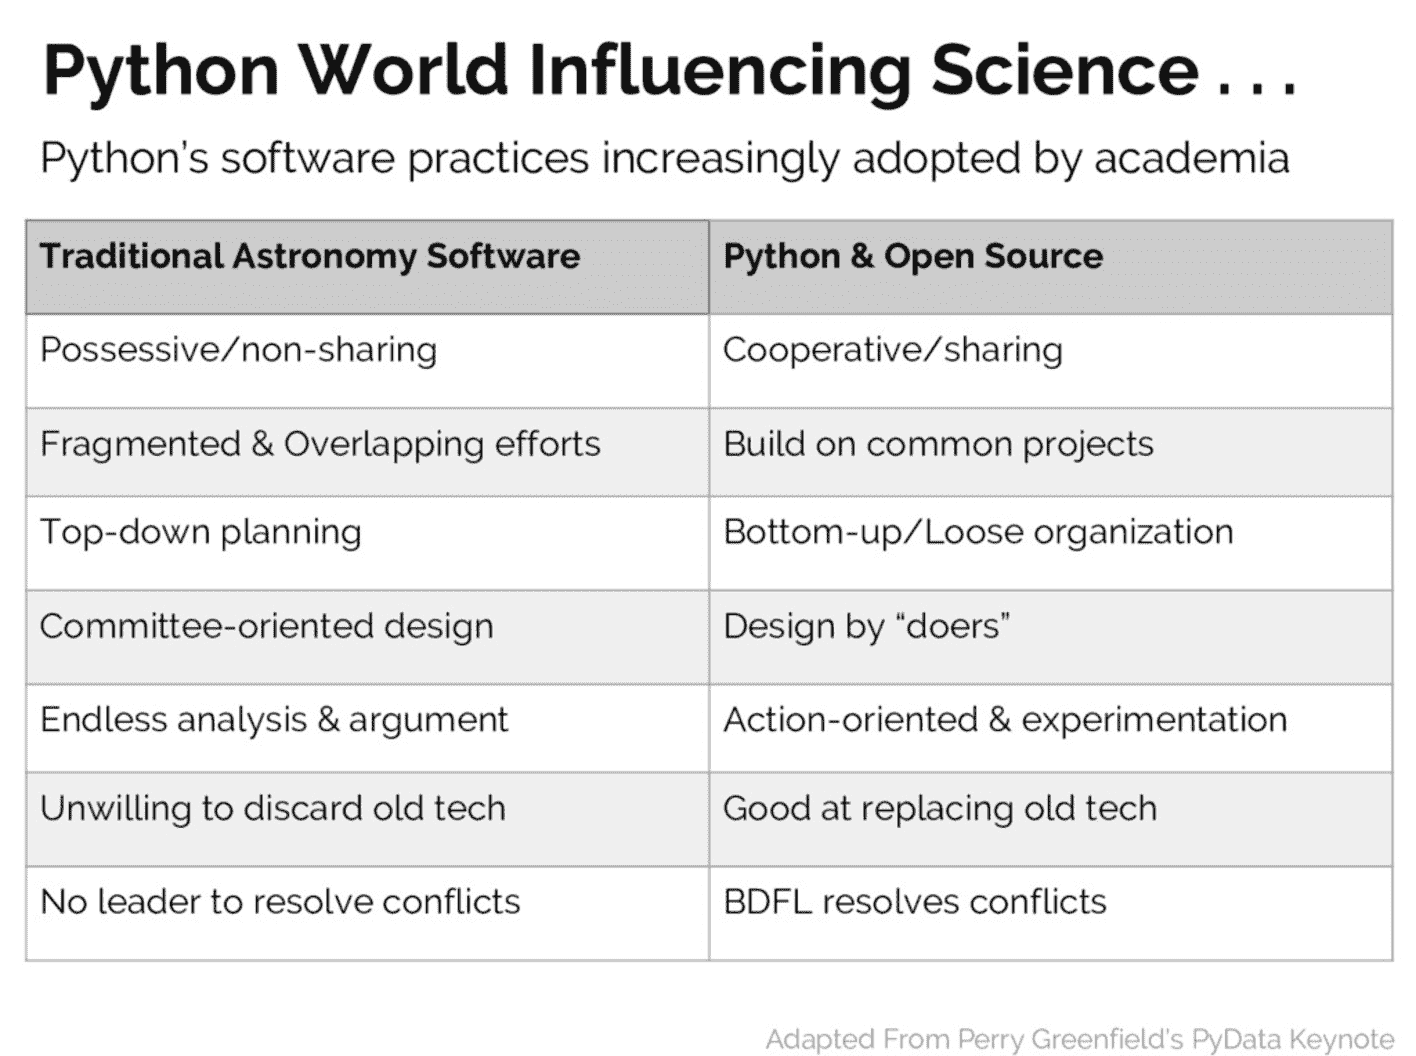 Python World Influencing Science . . .
Python's software practices increasingly adopted by academia
Traditional Astronomy Software
Python & Open Source
Possessive/non-sharing
Cooperative/sharing
Fragmented & Overlapping efforts
Build on common projects
Top-down planning
Bottom-up/Loose organization
Committee-oriented design
Design by “doers”
Endless analysis & argument
Action-oriented & experimentation
Unwilling to discard old tech
Good at replacing old tech
No leader to resolve conflicts
BDFL resolves conflicts
Adapted From Perry Greenfield's PyData Keynote